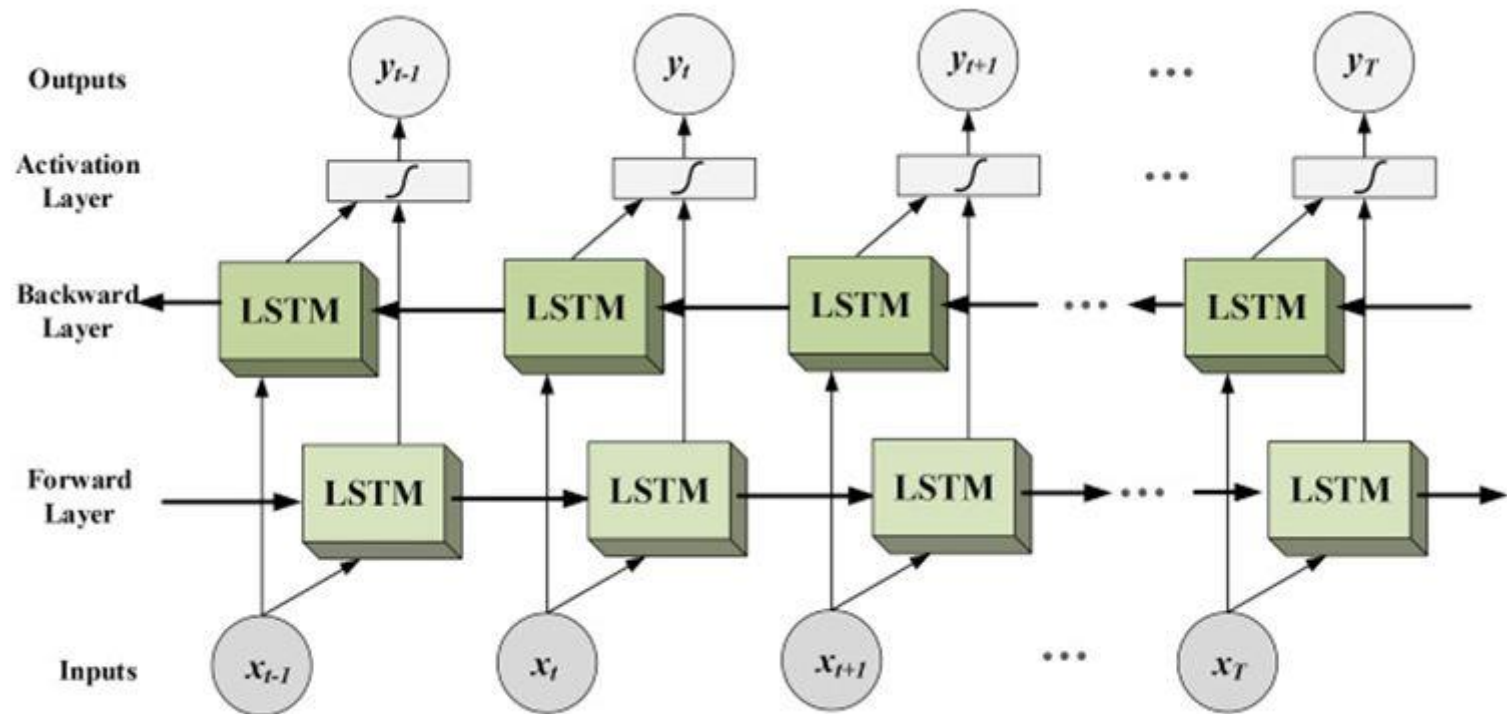 Outputs
y_{t-1} y_t y_{t+1} ... y_T
Activation
Layer
∫ ∫ ∫ ... ∫
Backward
Layer
LSTM LSTM LSTM ... LSTM
Forward
Layer
LSTM LSTM LSTM ... LSTM
Inputs
x_{t-1} x_t x_{t+1} ... x_T